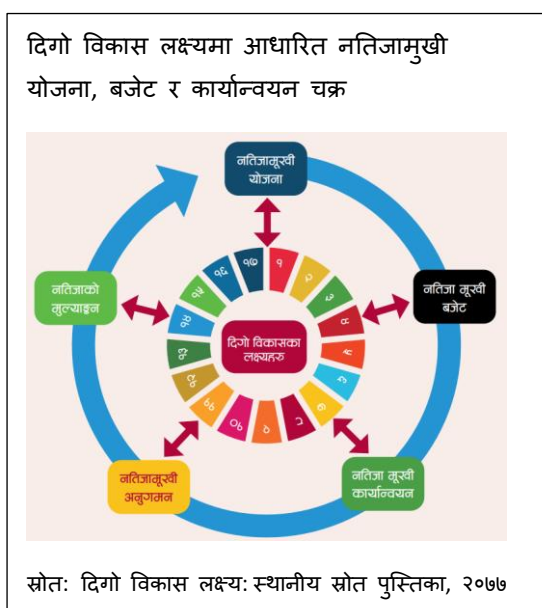 दिगो विकास लक्ष्यमा आधारित नतिजामुखी
योजना, बजेट र कार्यान्वयन चक्र
नतिजामूखी
योजना
नतिजा मूखी
बजेट
नतिजा मूखी
कार्यान्वयन
नतिजामूखी
अनुगमन
नतिजाको
मुल्याङ्कन
दिगो विकासका
लक्ष्यहरु
१
२
३
४
५
६
७
८
९
१०
११
१२
१३
१४
१५
१६
१७
स्रोत: दिगो विकास लक्ष्य: स्थानीय स्रोत पुस्तिका, २०७७